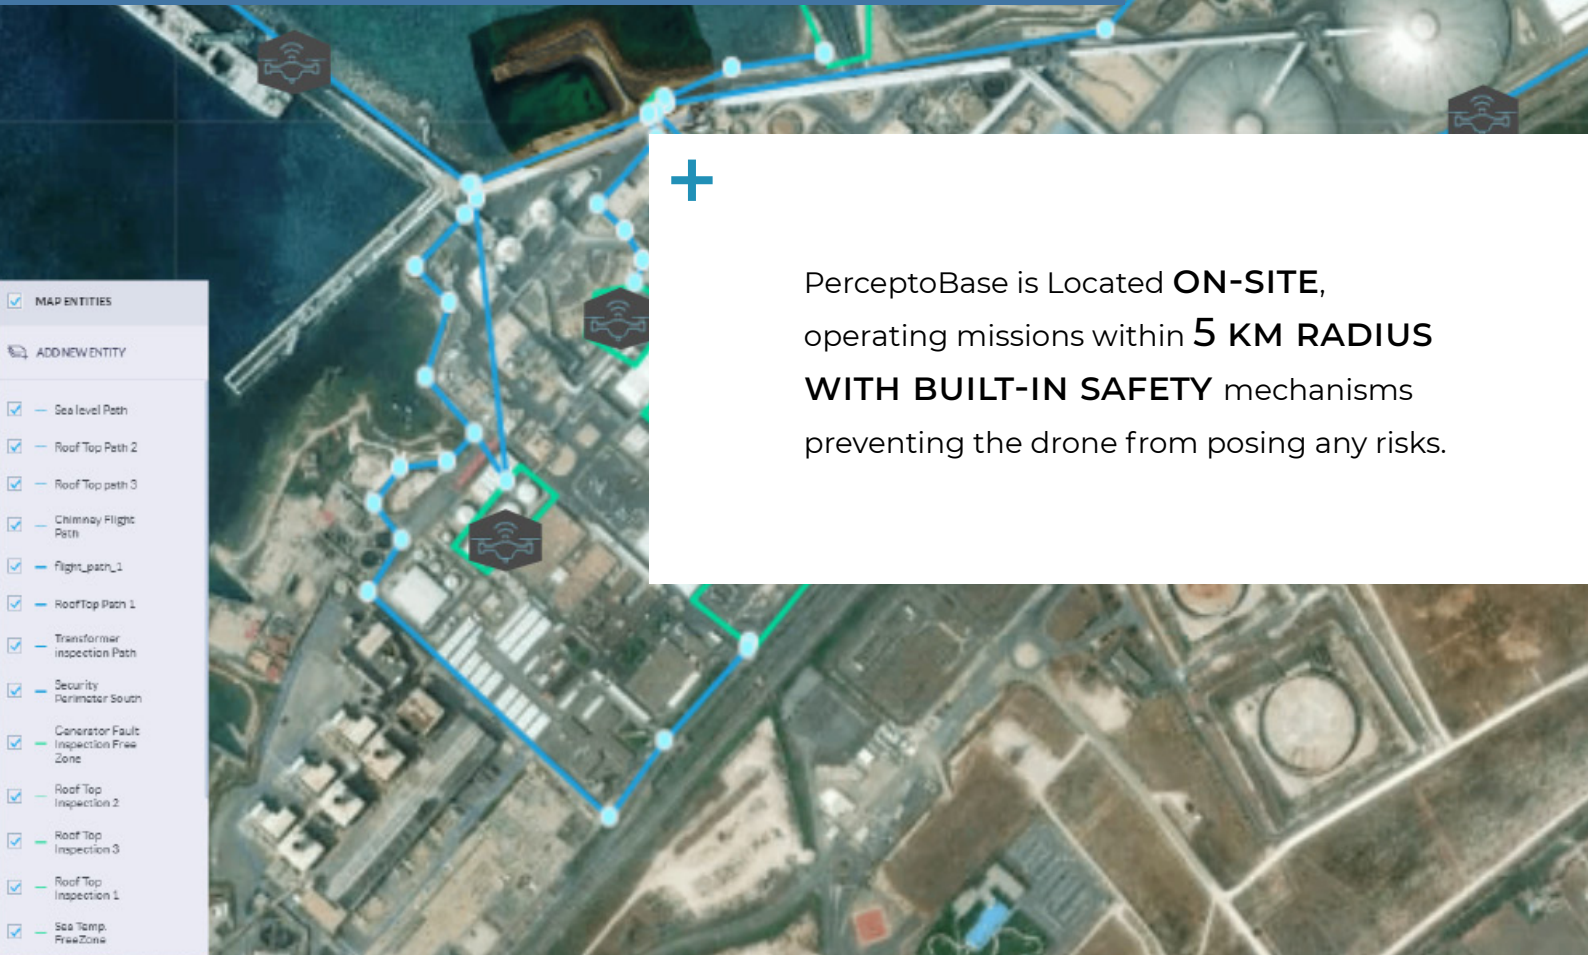 MAP ENTITIES
ADD NEW ENTITY
Sea level Path
Roof Top Path 2
Roof Top path 3
Chimney Flight
Path
flight_path_1
RoofTop Path 1
Transformer
inspection Path
Security
Perimeter South
Generator Fault
Inspection Free
Zone
Roof Top
Inspection 2
Roof Top
Inspection 3
Roof Top
Inspection 1
Sea Temp.
FreeZone
PerceptoBase is Located ON-SITE,
operating missions within 5 KM RADIUS
WITH BUILT-IN SAFETY mechanisms
preventing the drone from posing any risks.